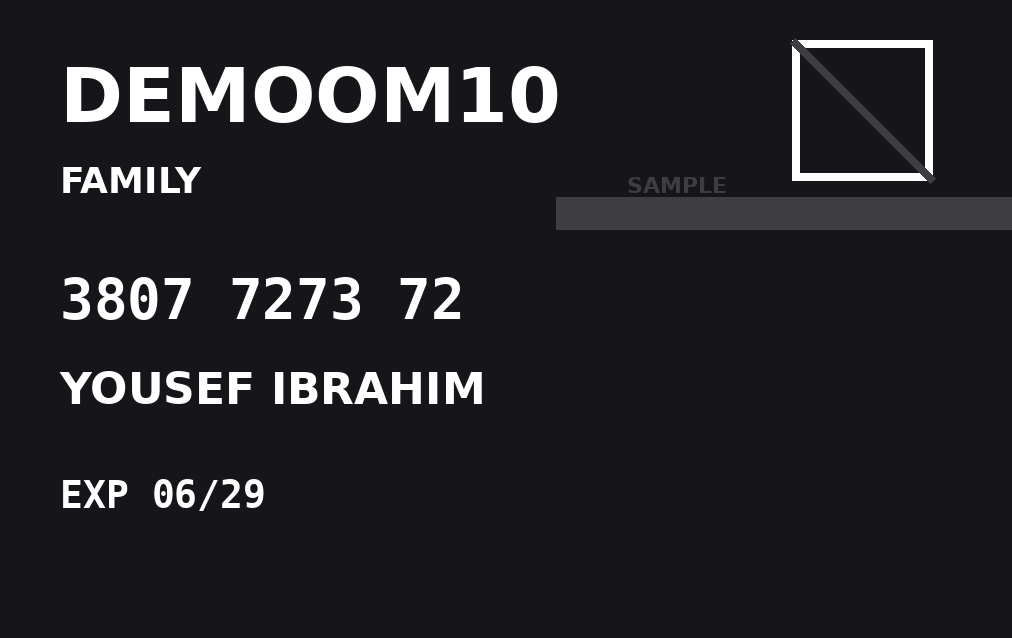 DEMOOM10
FAMILY
SAMPLE
3807 7273 72
YOUSEF IBRAHIM
EXP 06/29